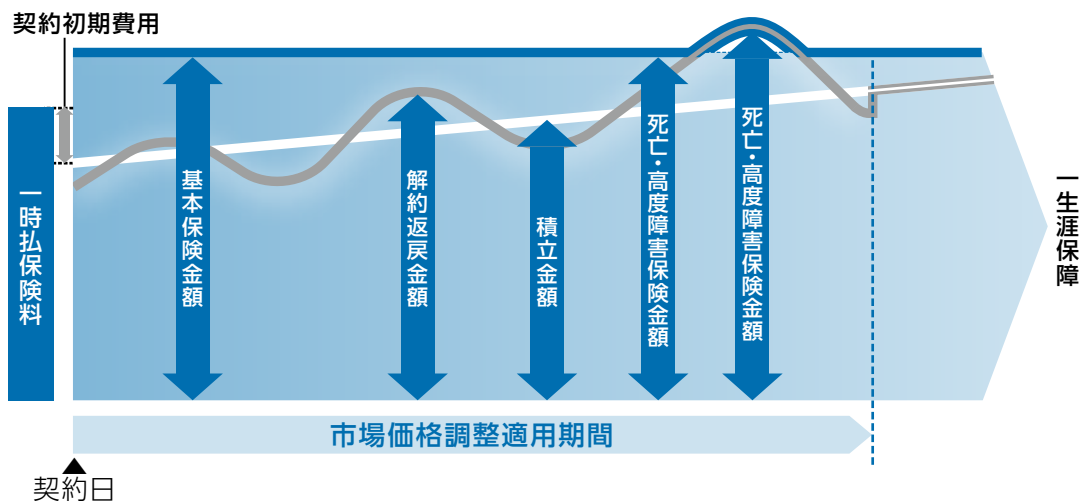 契約初期費用
一時払保険料
基本保険金額
解約返戻金額
積立金額
死亡・高度障害保険金額
死亡・高度障害保険金額
一生涯保障
市場価格調整適用期間
契約日